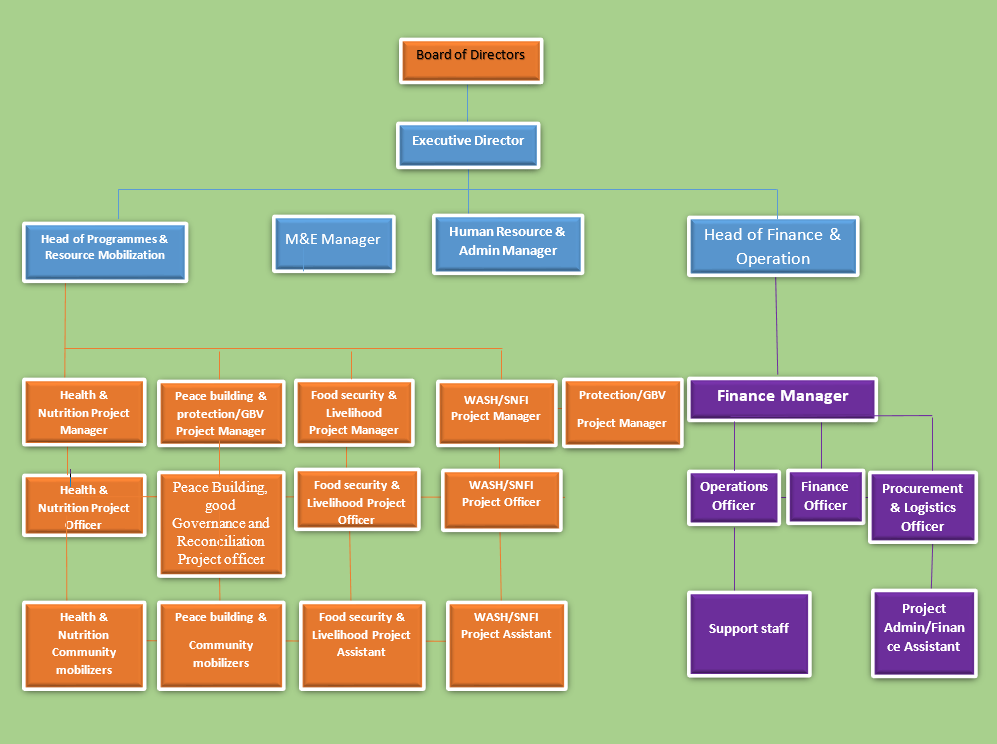 Board of Directors
Executive Director
Head of Programmes &
Resource Mobilization
M&E Manager
Human Resource &
Admin Manager
Head of Finance &
Operation
Health &
Nutrition Project
Manager
Peace building &
protection/GBV
Project Manager
Food security &
Livelihood
Project Manager
WASH/SNFI
Project Manager
Protection/GBV
Project Manager
Finance Manager
Health &
Nutrition Project
Officer
Peace Building,
good
Governance and
Reconciliation
Project officer
Food security &
Livelihood Project
Officer
WASH/SNFI
Project Officer
Operations
Officer
Finance
Officer
Procurement
& Logistics
Officer
Health &
Nutrition
Community
mobilizers
Peace building &
Community
mobilizers
Food security &
Livelihood Project
Assistant
WASH/SNFI
Project Assistant
Support staff
Project
Admin/Finan
ce Assistant